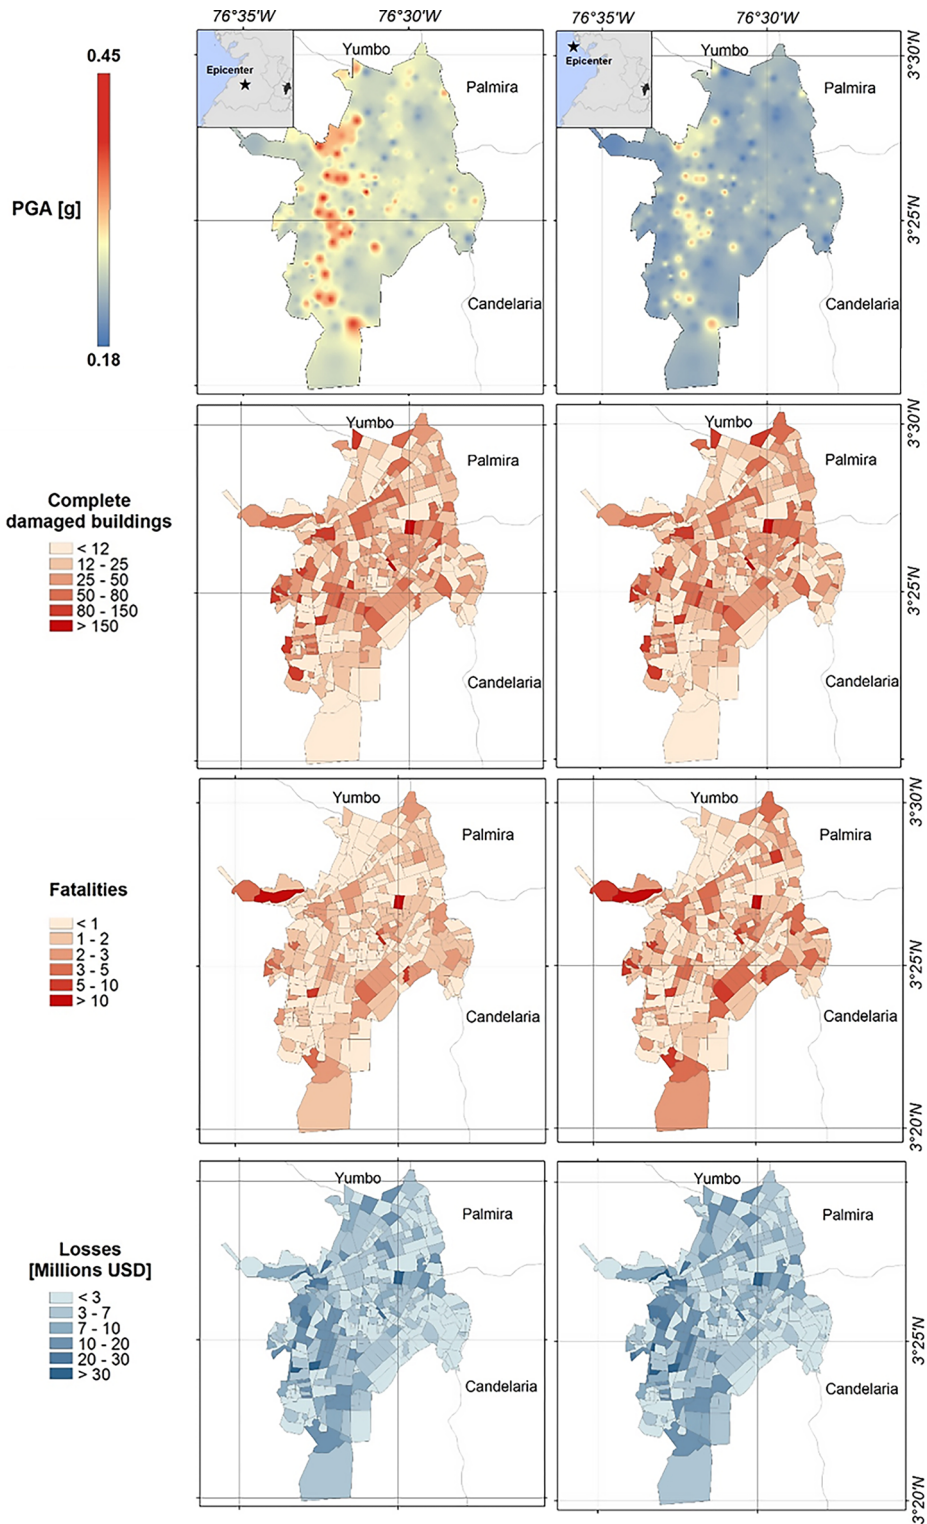 76°35'W
76°30'W
76°35'W
76°30'W
Epicenter
Yumbo
Palmira
Candelaria
Epicenter
Yumbo
Palmira
Candelaria
3°30'N
3°25'N
0.45
PGA [g]
0.18
Complete
damaged buildings
< 12
12 - 25
25 - 50
50 - 80
80 - 150
> 150
Yumbo
Palmira
Candelaria
Yumbo
Palmira
Candelaria
3°30'N
3°25'N
Fatalities
< 1
1 - 2
2 - 3
3 - 5
5 - 10
> 10
Yumbo
Palmira
Candelaria
Yumbo
Palmira
Candelaria
3°30'N
3°25'N
3°20'N
Losses
[Millions USD]
< 3
3 - 7
7 - 10
10 - 20
20 - 30
> 30
Yumbo
Palmira
Candelaria
Yumbo
Palmira
Candelaria
3°30'N
3°25'N
3°20'N